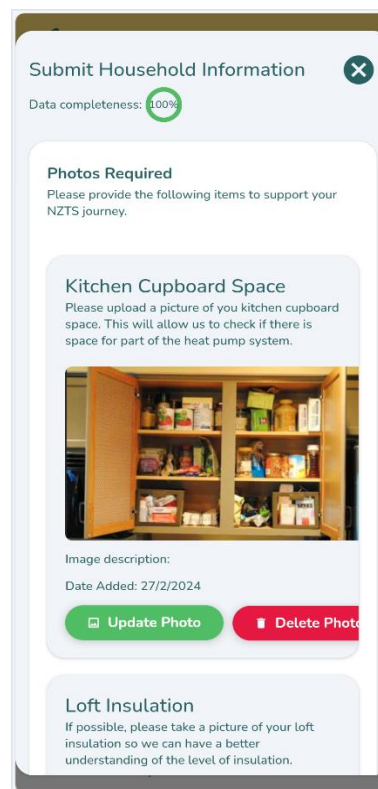 Submit Household Information
Data completeness: 100%
Photos Required
Please provide the following items to support your
NZTS journey.
Kitchen Cupboard Space
Please upload a picture of you kitchen cupboard
space. This will allow us to check if there is
space for part of the heat pump system.
Image description:
Date Added: 27/2/2024
Update Photo
Delete Photo
Loft Insulation
If possible, please take a picture of your loft
insulation so we can have a better
understanding of the level of insulation.